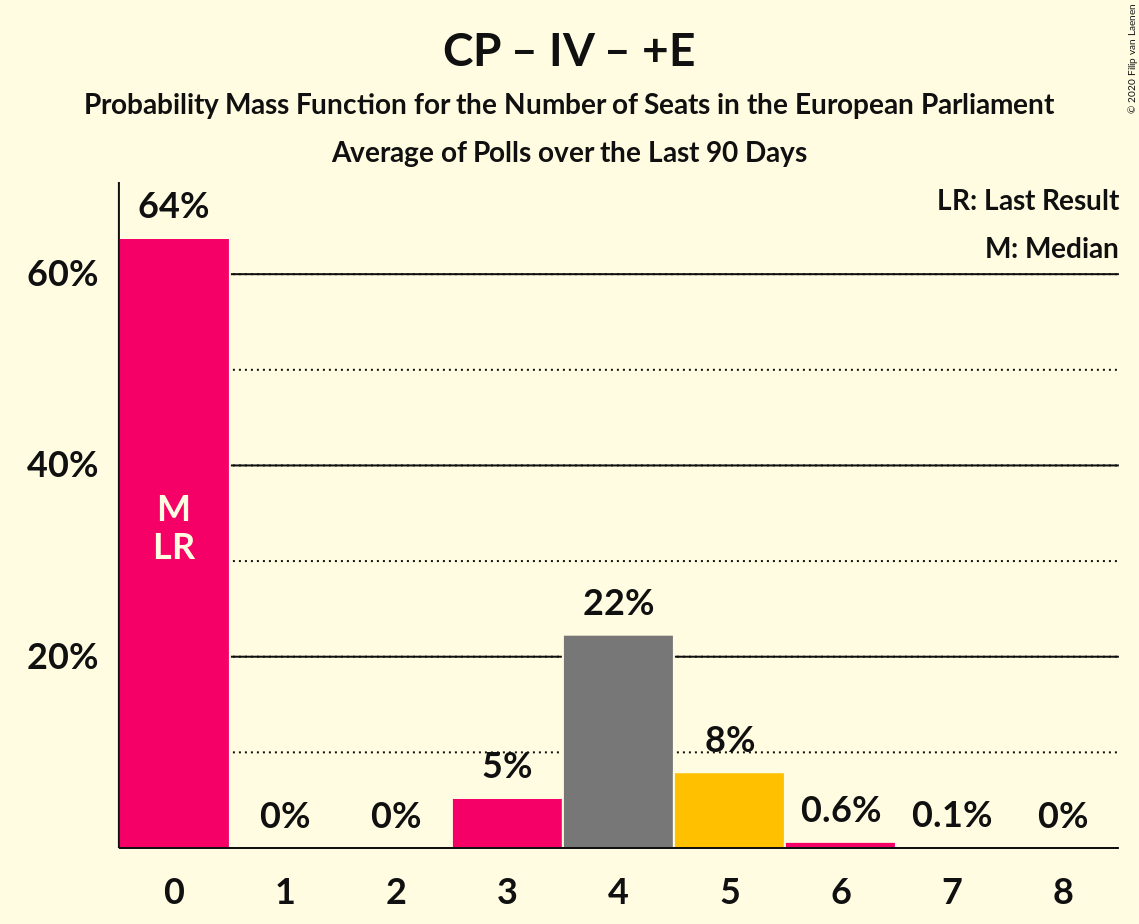 CP – IV – +E
Probability Mass Function for the Number of Seats in the European Parliament
Average of Polls over the Last 90 Days
© 2020 Filip van Laenen
LR: Last Result
M: Median
64%
60%
40%
M
LR
22%
20%
8%
5%
0%
0%
0.6%
0.1%
0%
0 1 2 3 4 5 6 7 8